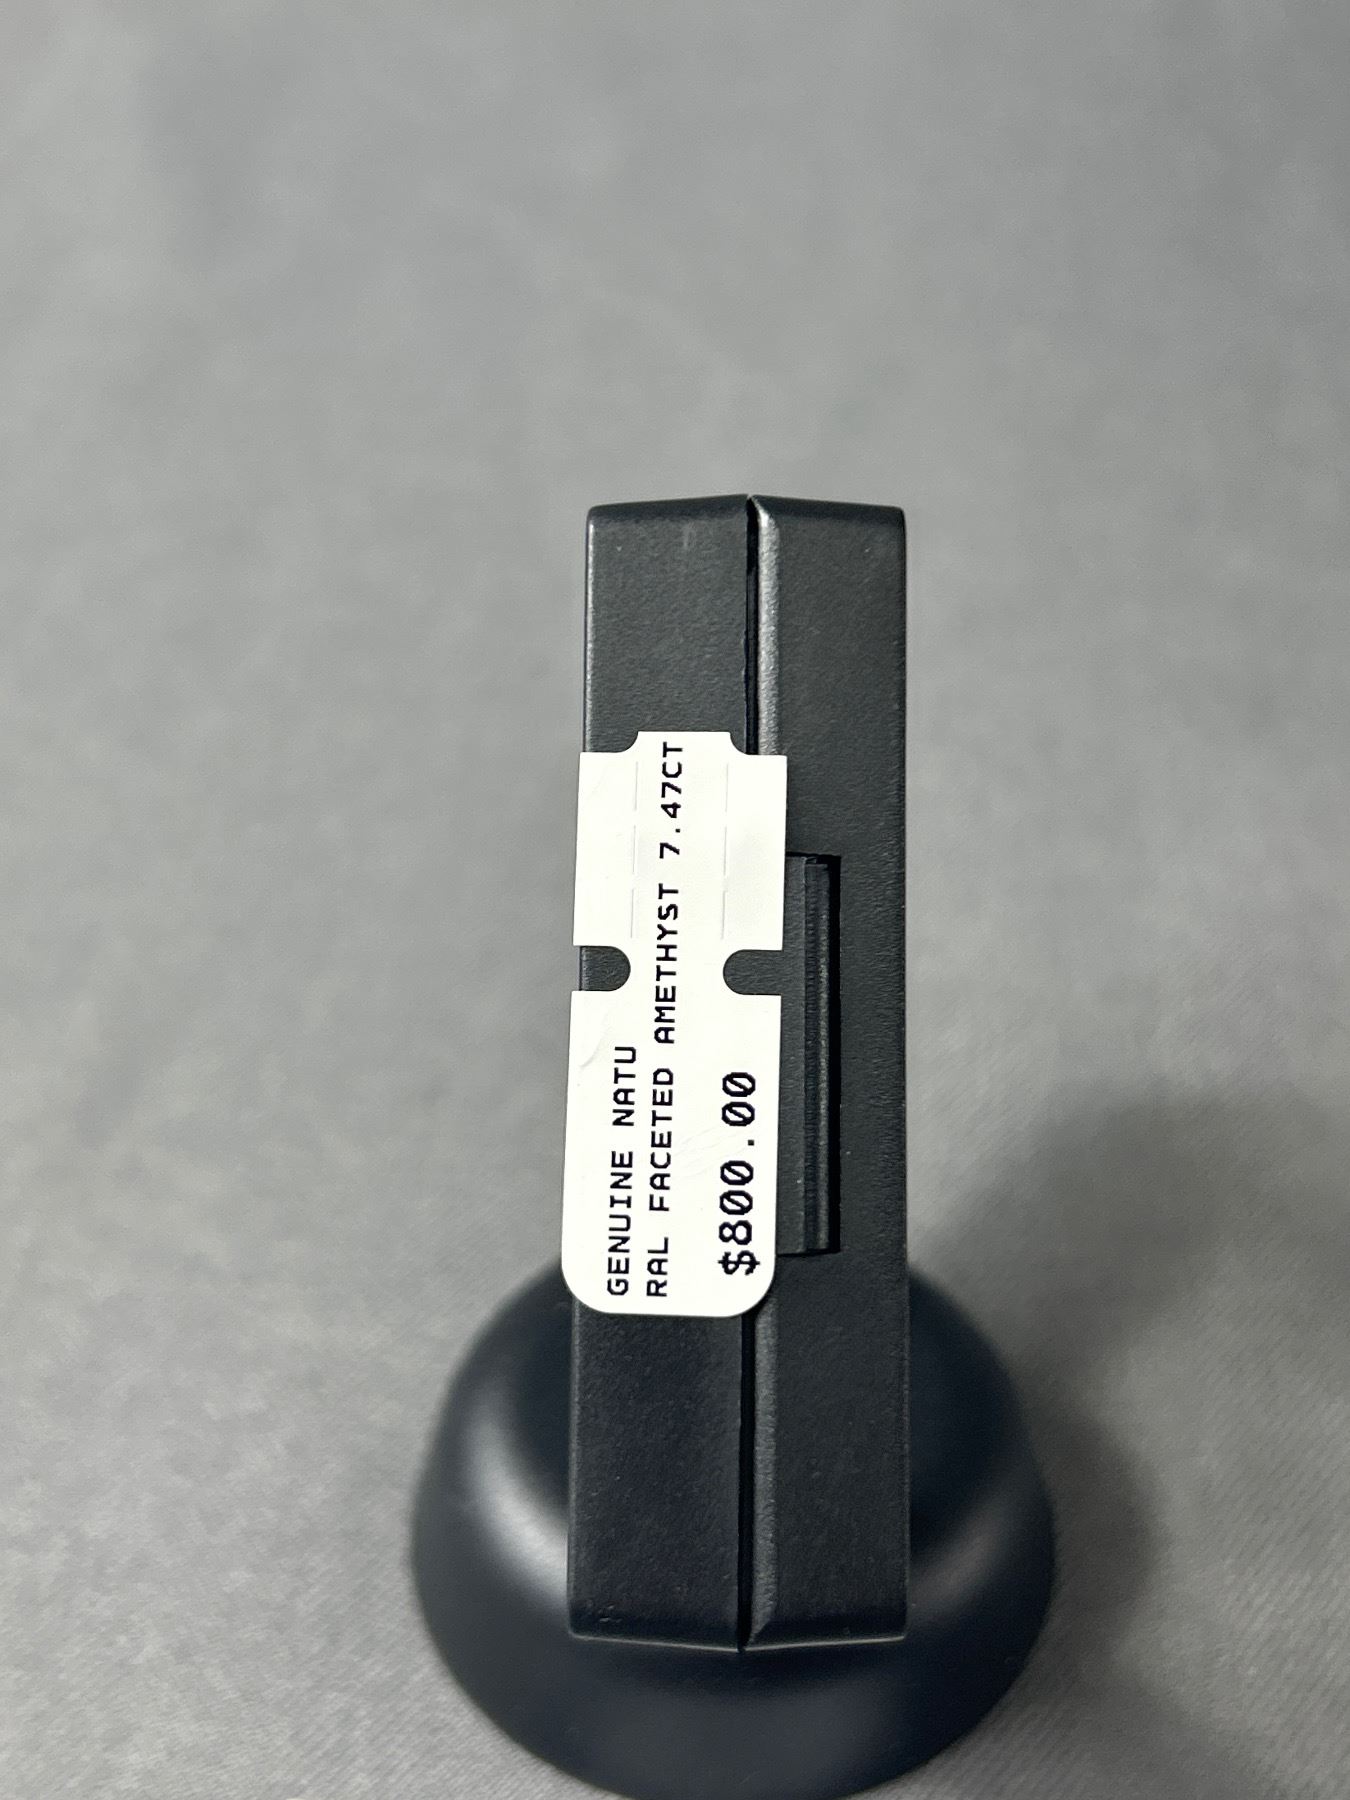 GENUINE NATU
RAL FACETED AMETHYST 7.47CT
$800.00